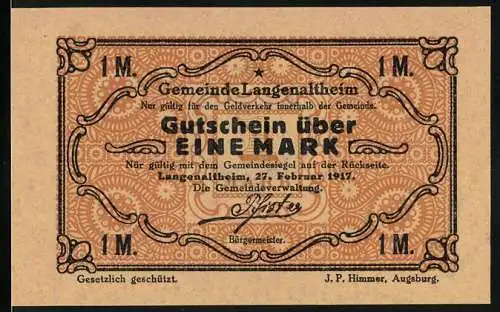 1 M. 1 M.
Gemeinde Langenaltheim
Nur gültig für den Geldverkehr innerhalb der Gemeinde.
Gutschein über
EINE MARK
Nur gültig mit dem Gemeindesiegel auf der Rückseite.
Langenaltheim, 27. Februar 1917.
Die Gemeindeverwaltung.
Bürgermeister.
1 M. 1 M.
Gesetzlich geschützt. J. P. Himmer, Augsburg.